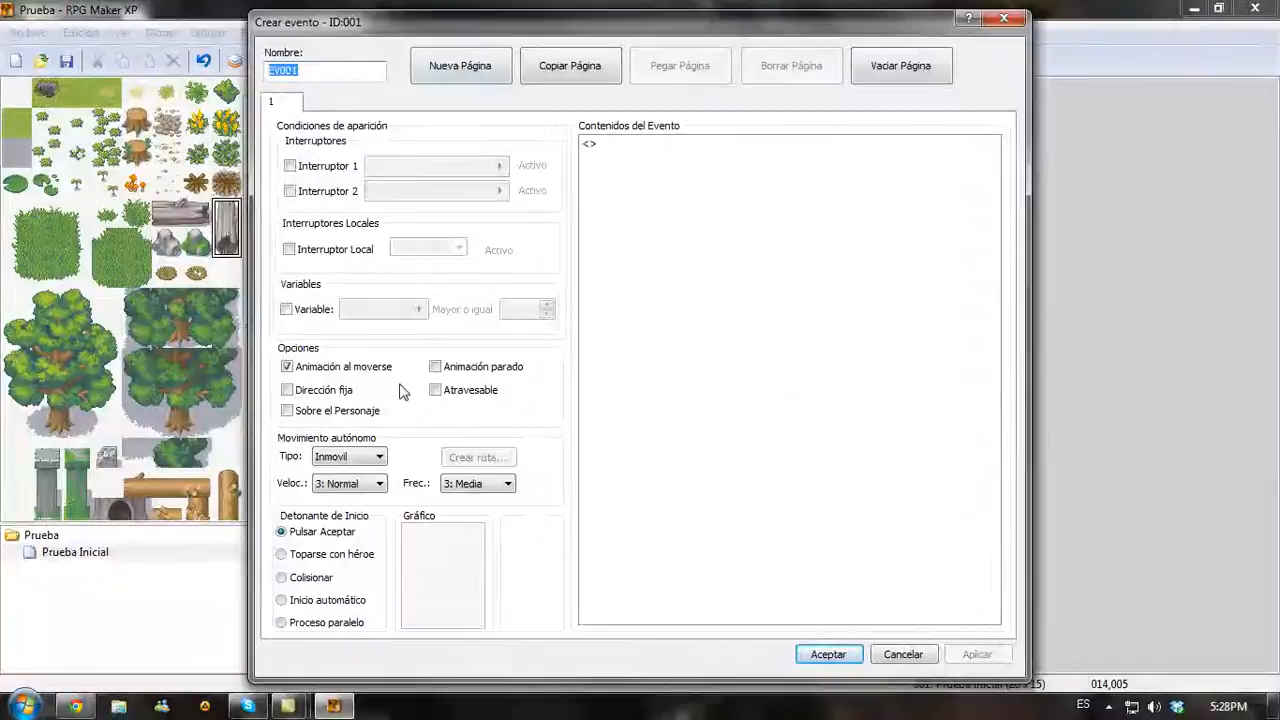 Prueba - RPG Maker XP
Crear evento - ID:001
Nombre:
EV001
Nueva Página
Copiar Página
Pegar Página
Borrar Página
Vaciar Página
1
Condiciones de aparición
Contenidos del Evento
Interruptores
<>
Interruptor 1
Activo
Interruptor 2
Activo
Interruptores Locales
Interruptor Local
Activo
Variables
Variable:
Mayor o igual
Opciones
Animación al moverse
Animación parado
Dirección fija
Atravesable
Sobre el Personaje
Movimiento autónomo
Tipo:
Inmovil
Crear ruta...
Veloc.:
3: Normal
Frec.:
3: Media
Detonante de Inicio
Gráfico
Pulsar Aceptar
Toparse con héroe
Colisionar
Inicio automático
Proceso paralelo
Prueba
Prueba Inicial
Aceptar
Cancelar
Aplicar
014,005
ES
5:28PM